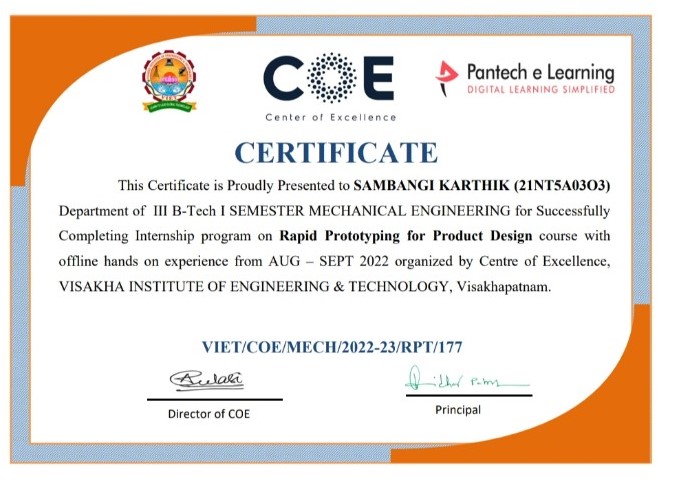 COE
Center of Excellence
Pantech e Learning
DIGITAL LEARNING SIMPLIFIED
CERTIFICATE
This Certificate is Proudly Presented to SAMBANGI KARTHIK (21NT5A03O3)
Department of III B-Tech I SEMESTER MECHANICAL ENGINEERING for Successfully
Completing Internship program on Rapid Prototyping for Product Design course with
offline hands on experience from AUG – SEPT 2022 organized by Centre of Excellence,
VISAKHA INSTITUTE OF ENGINEERING & TECHNOLOGY, Visakhapatnam.
VIET/COE/MECH/2022-23/RPT/177
Director of COE
Principal